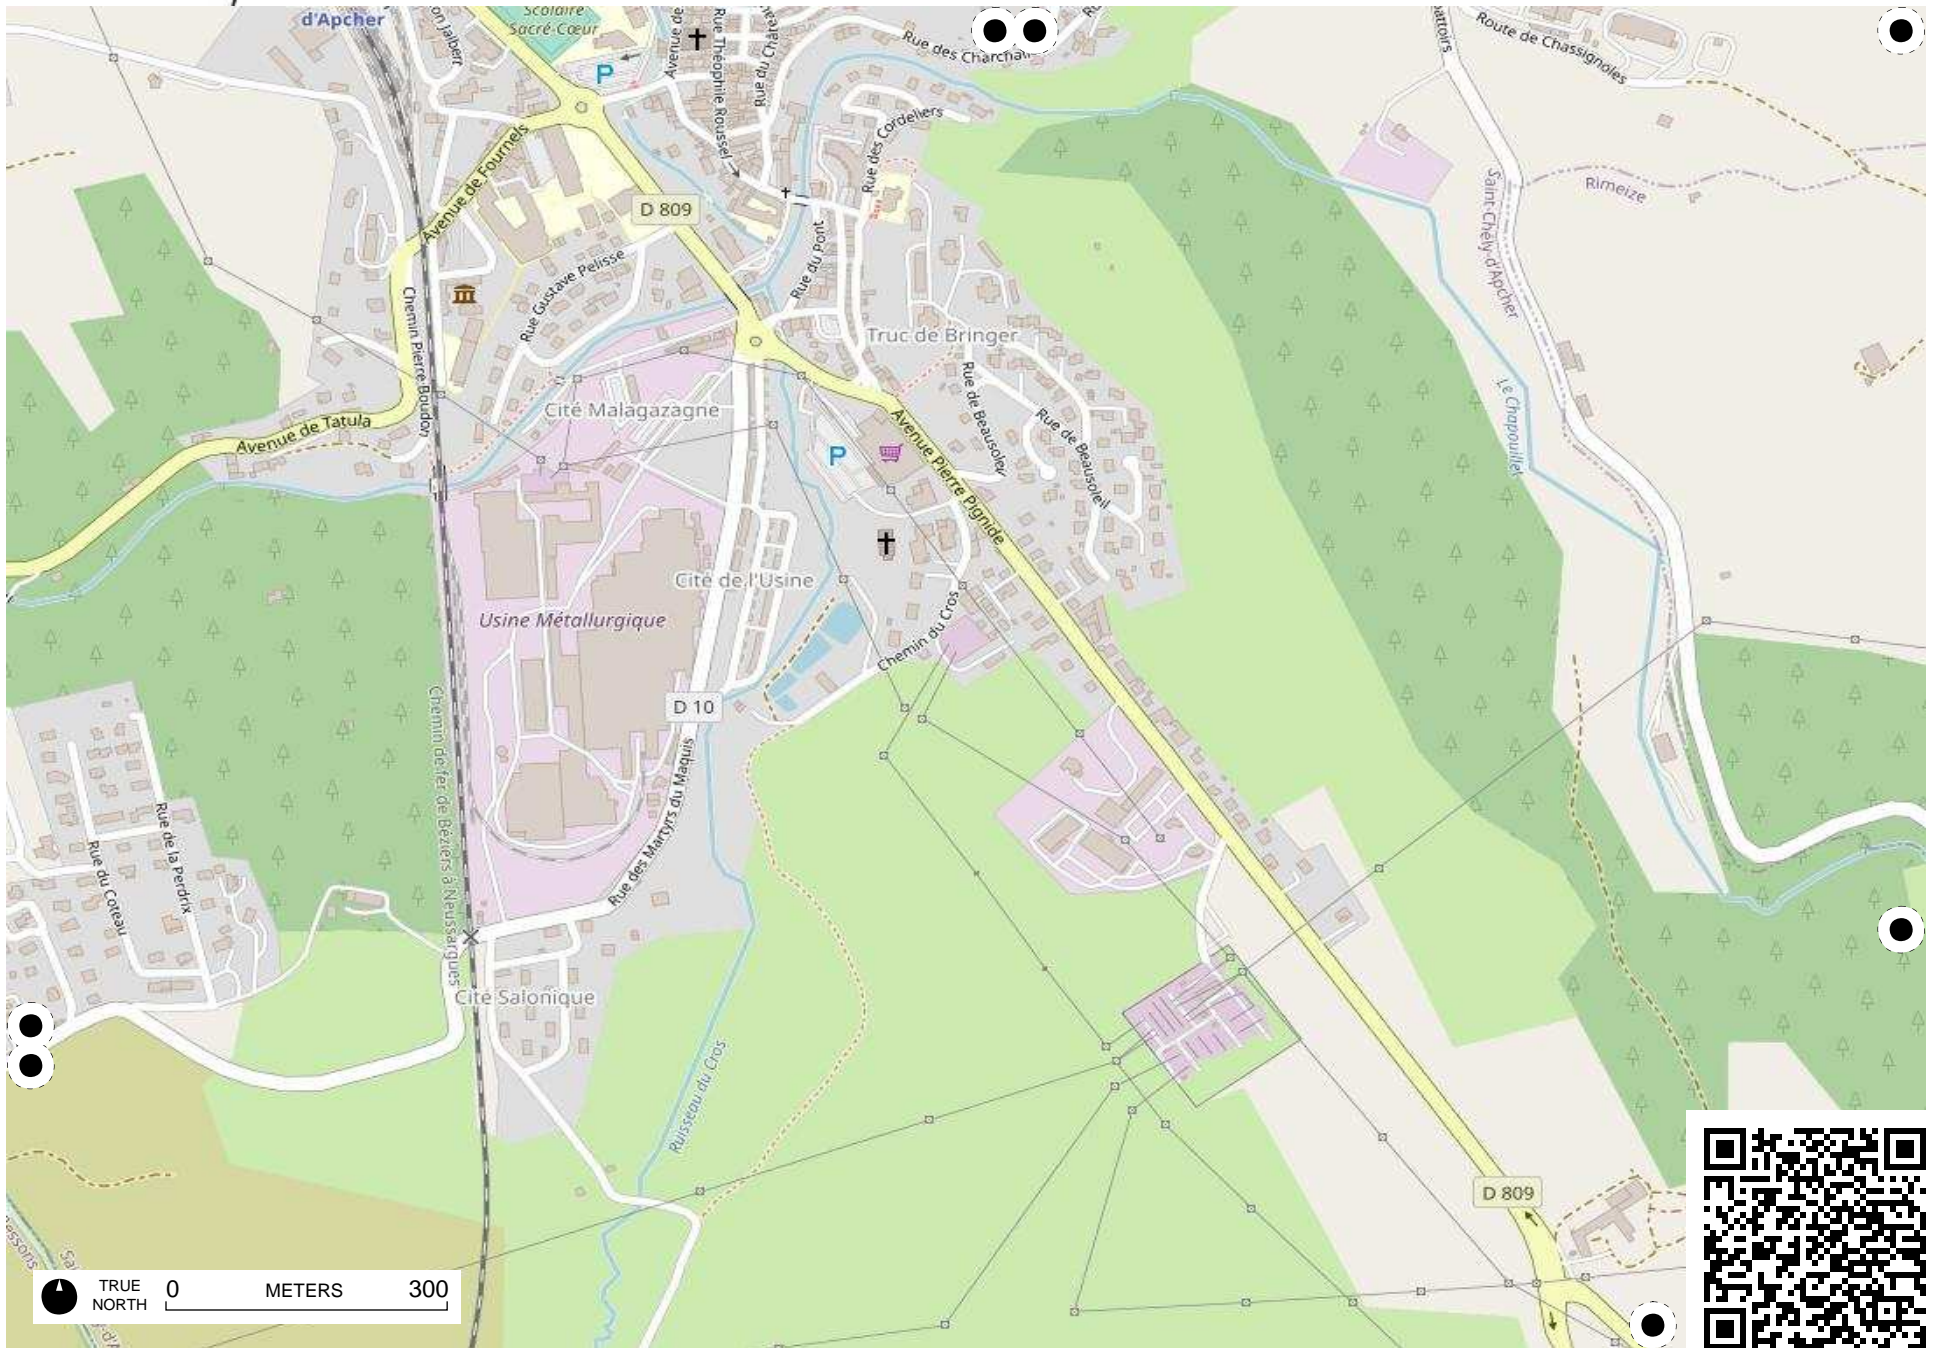 d'Apcher
Scolaire
Sacré-Cœur
P
Avenue de
Rue Théophile Roussel
Rue du Château
Rue des Charchal
Route de Chassignoles
Rue des Cordeliers
Avenue de Fournels
D 809
Rimeize
Saint-Chély-d'Apcher
Rue du Pont
Rue Gustave Pelisse
Chemin Pierre Boudon
Truc de Bringer
Rue de Beausoleil
Rue de Beausoleil
Le Chapouillet
Cité Malagazagne
Avenue de Tatula
P
Avenue Pierre Pignide
Cité de l'Usine
Usine Métallurgique
Chemin du Cros
D 10
Chemin de fer de Béziers à Neussargues
Rue des Martyrs du Maquis
Rue de la Perdrix
Rue du Coteau
Cité Salonique
Ruisseau du Cros
D 809
TRUE
NORTH
0 METERS 300